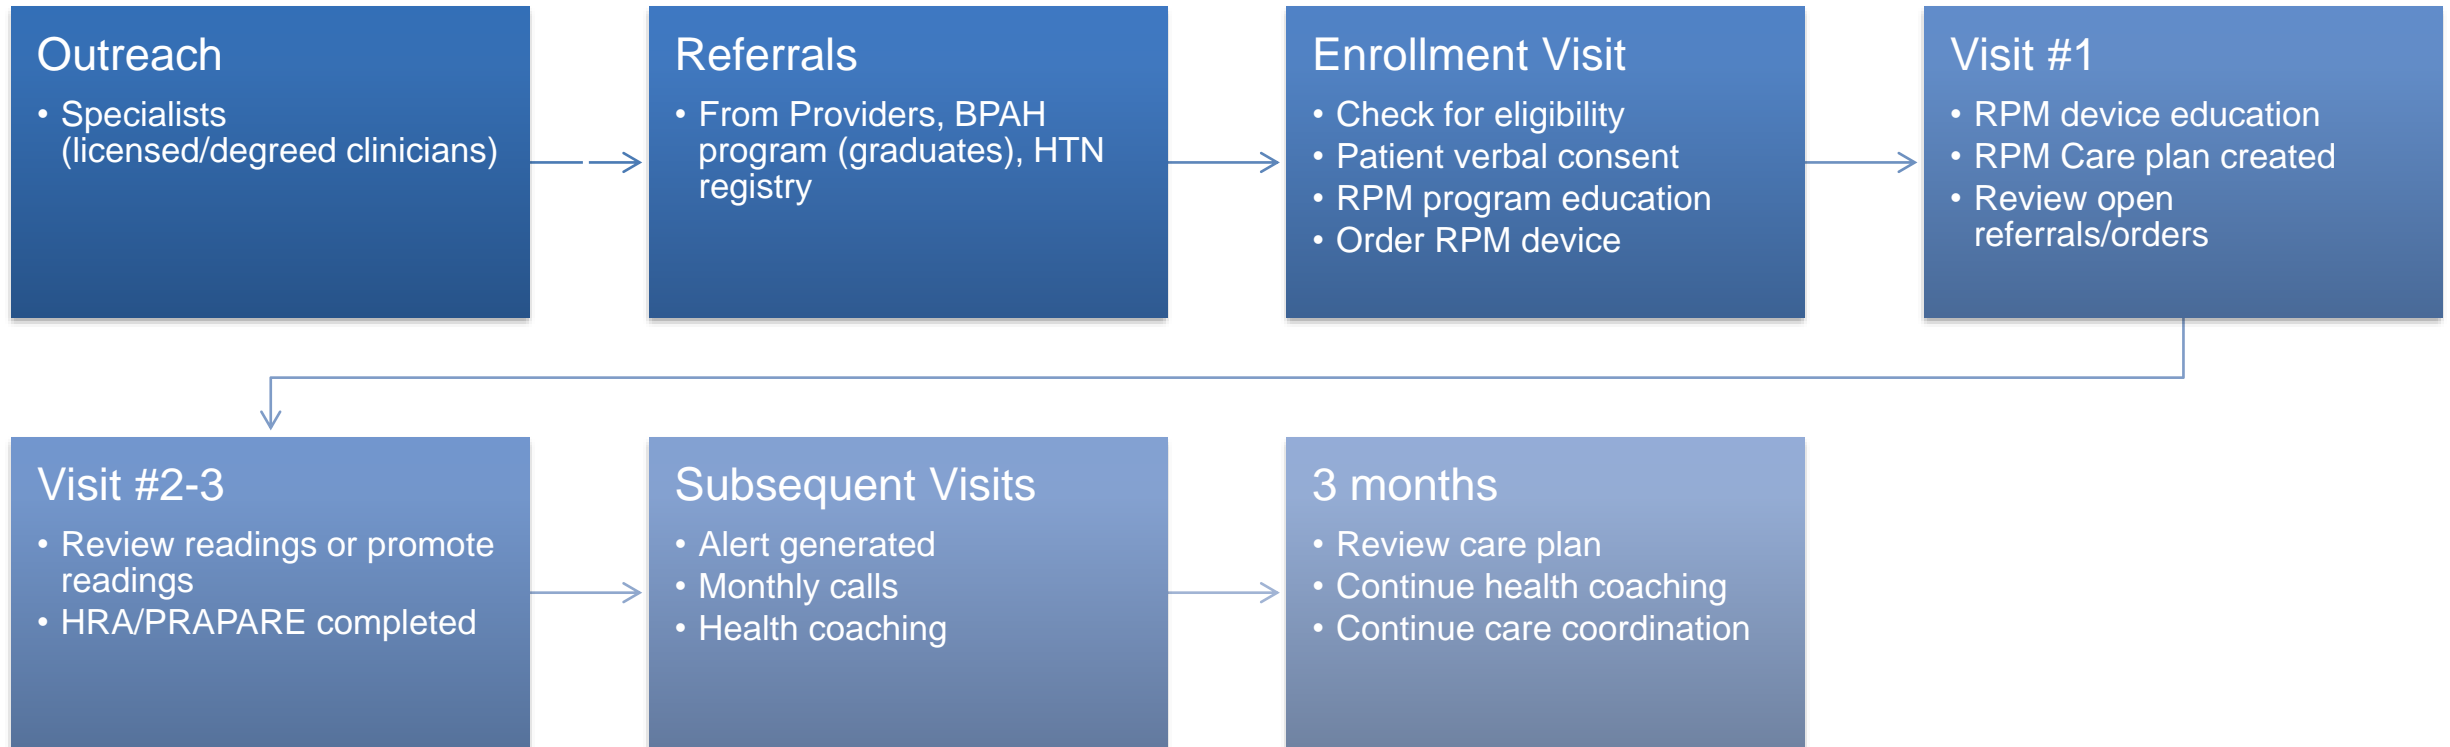 Outreach
• Specialists
(licensed/degreed clinicians)
Referrals
• From Providers, BPAH
program (graduates), HTN
registry
Enrollment Visit
• Check for eligibility
• Patient verbal consent
• RPM program education
• Order RPM device
Visit #1
• RPM device education
• RPM Care plan created
• Review open
referrals/orders
Visit #2-3
• Review readings or promote
readings
• HRA/PRAPARE completed
Subsequent Visits
• Alert generated
• Monthly calls
• Health coaching
3 months
• Review care plan
• Continue health coaching
• Continue care coordination